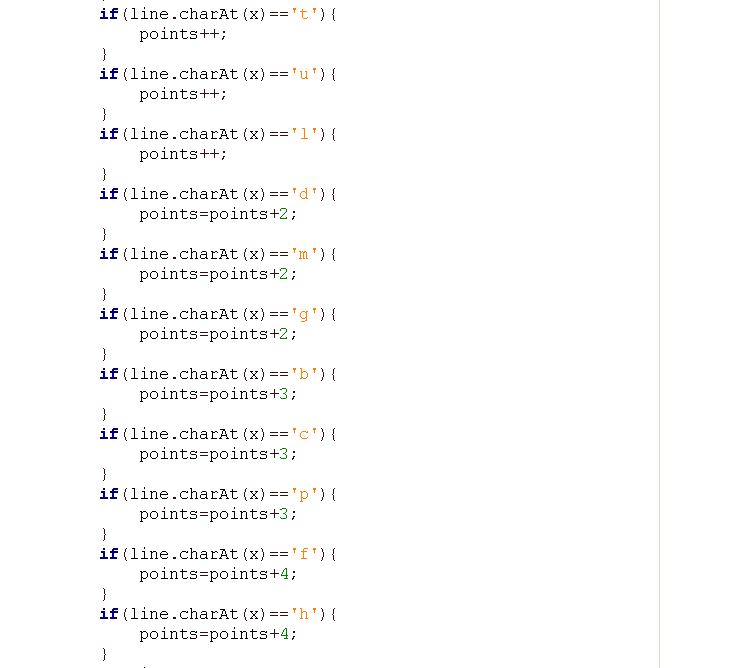 if(line.charAt(x)=='t'){
points++;
}
if(line.charAt(x)=='u'){
points++;
}
if(line.charAt(x)=='l'){
points++;
}
if(line.charAt(x)=='d'){
points=points+2;
}
if(line.charAt(x)=='m'){
points=points+2;
}
if(line.charAt(x)=='g'){
points=points+2;
}
if(line.charAt(x)=='b'){
points=points+3;
}
if(line.charAt(x)=='c'){
points=points+3;
}
if(line.charAt(x)=='p'){
points=points+3;
}
if(line.charAt(x)=='f'){
points=points+4;
}
if(line.charAt(x)=='h'){
points=points+4;
}